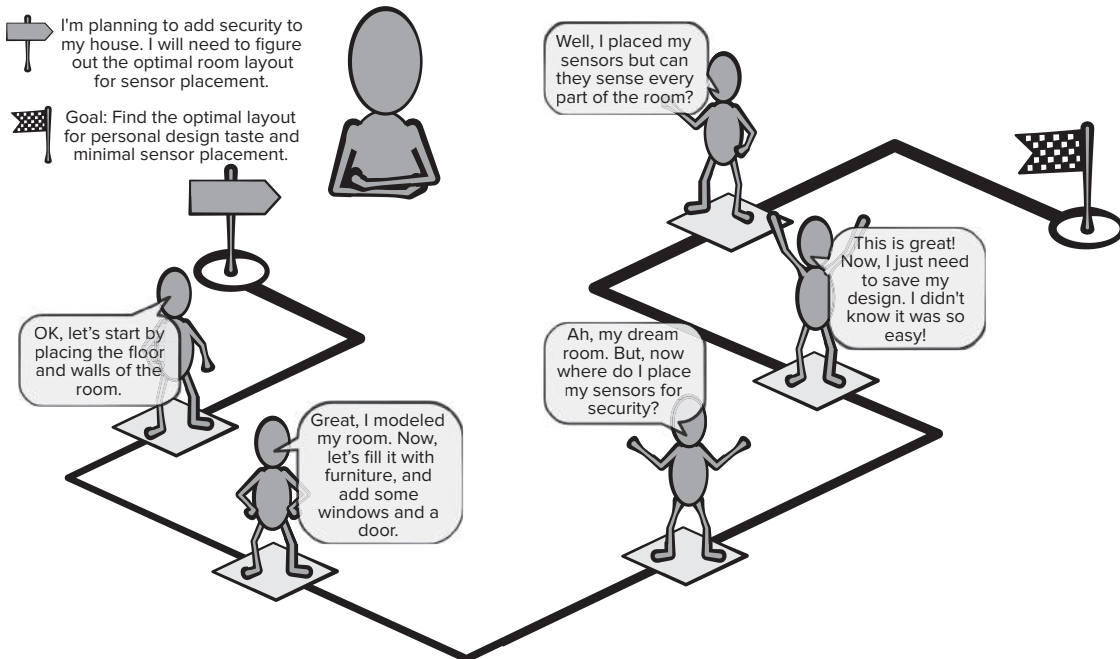 I'm planning to add security to
my house. I will need to figure
out the optimal room layout
for sensor placement.
Goal: Find the optimal layout
for personal design taste and
minimal sensor placement.
OK, let's start by
placing the floor
and walls of the
room.
Great, I modeled
my room. Now,
let's fill it with
furniture, and
add some
windows and a
door.
Ah, my dream
room. But, now
where do I place
my sensors for
security?
This is great!
Now, I just need
to save my
design. I didn't
know it was so
easy!
Well, I placed my
sensors but can
they sense every
part of the room?